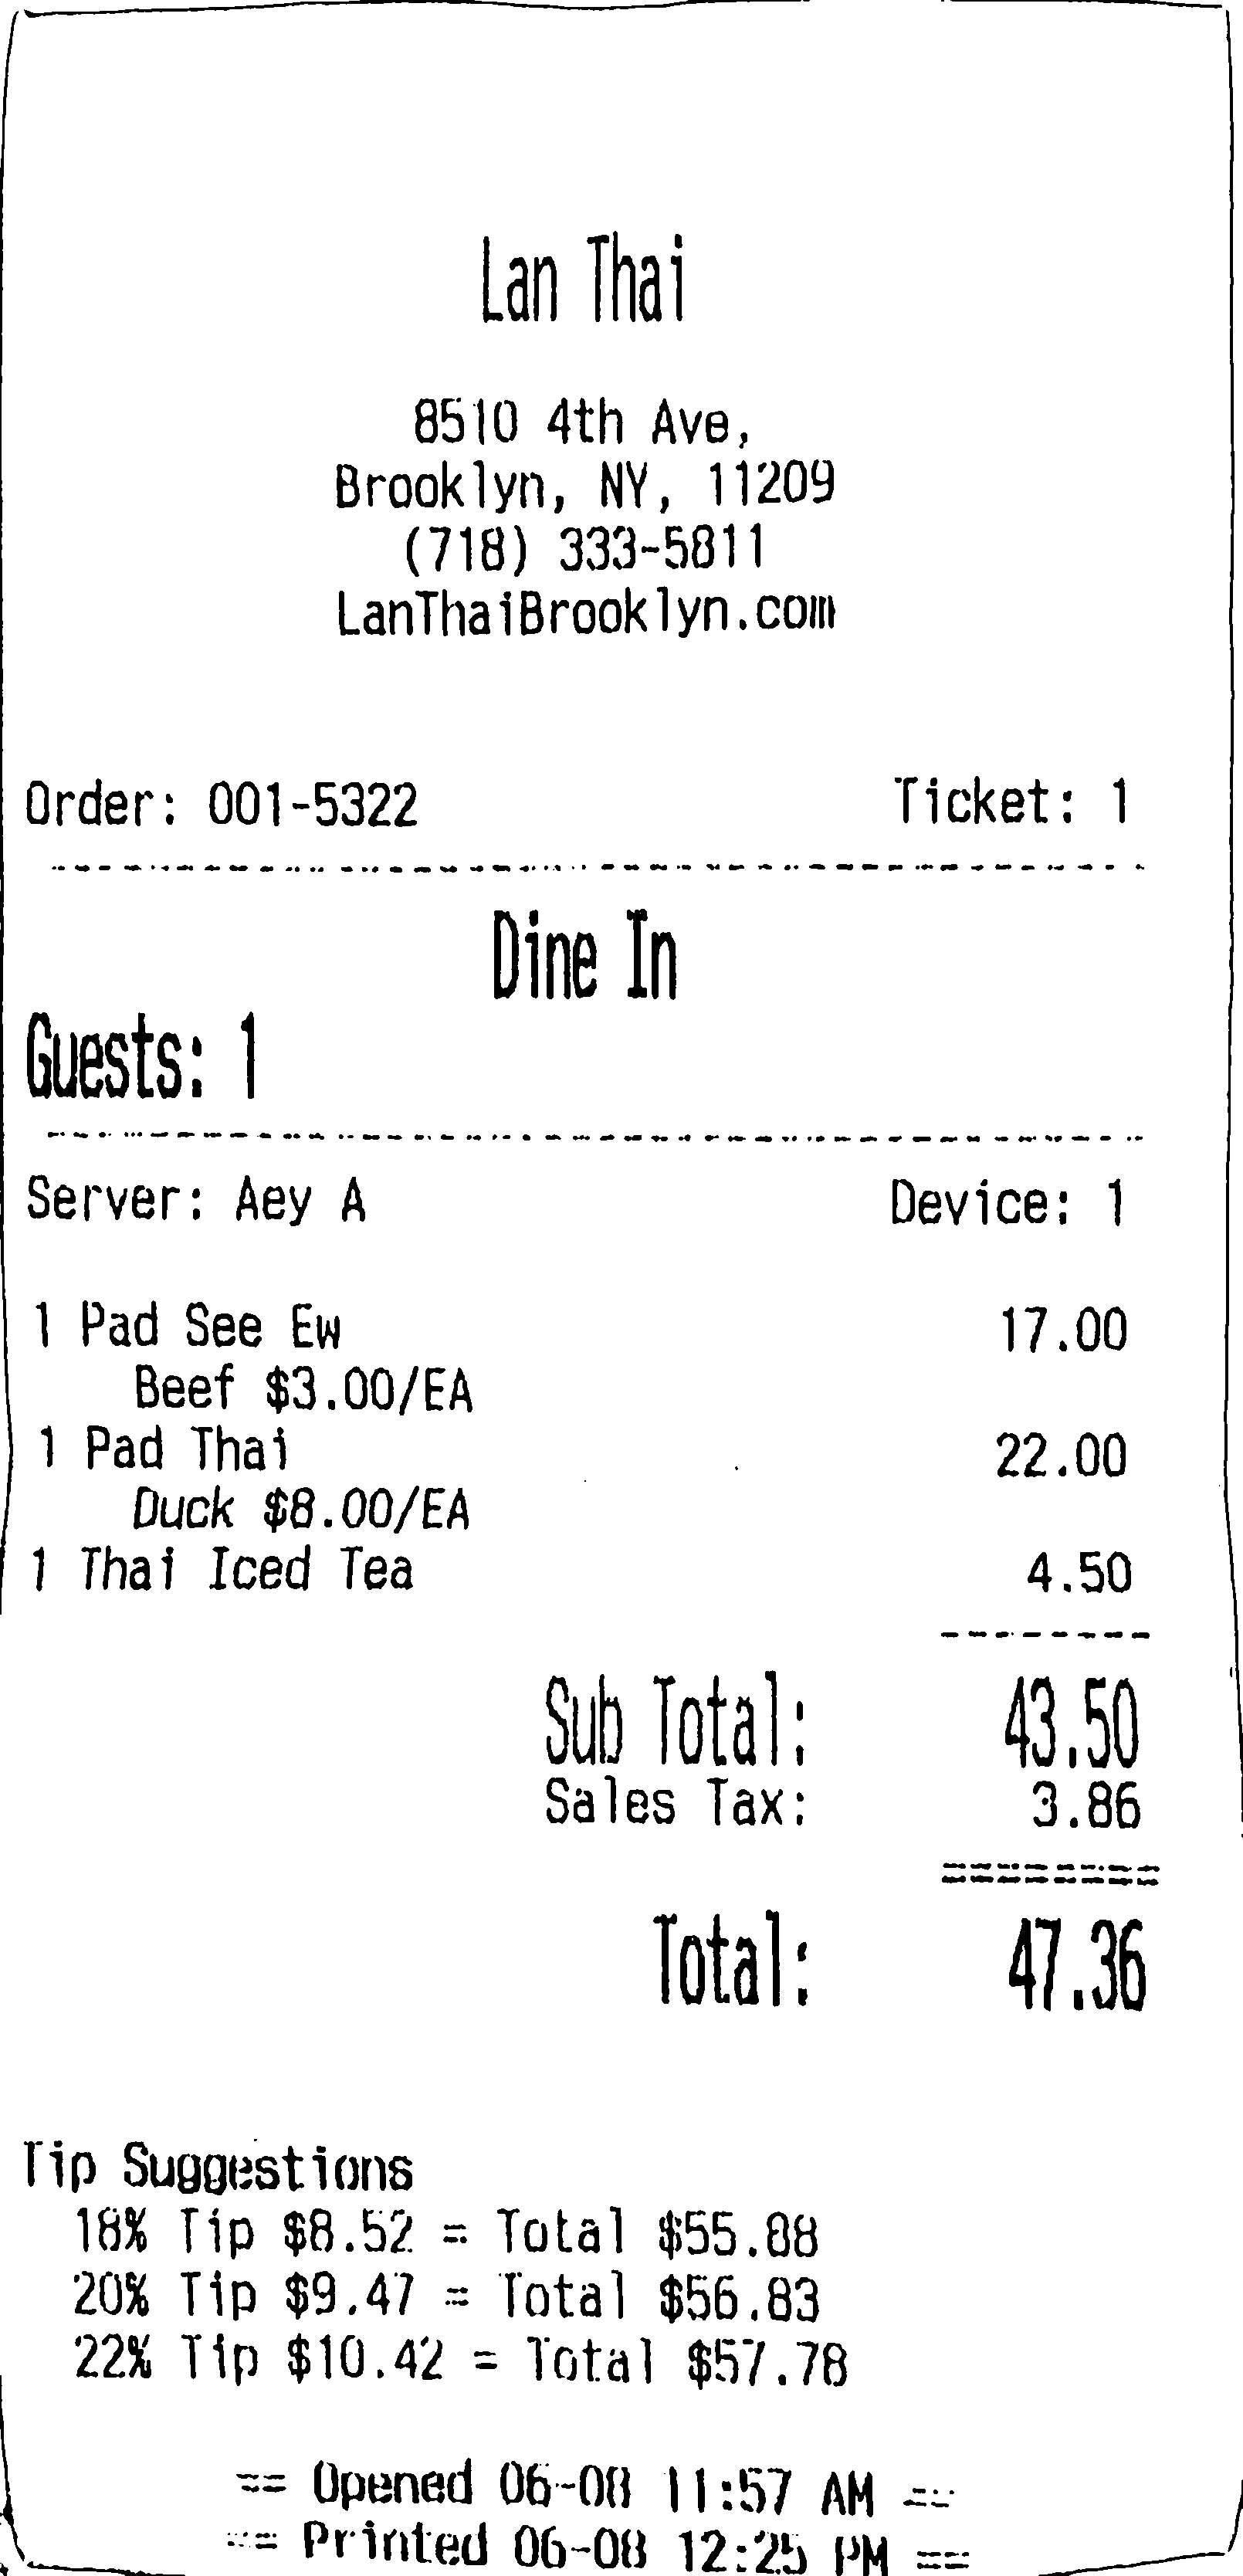 Lan Thai
8510 4th Ave,
Brooklyn, NY, 11209
(718) 333-5811
LanThaiBrooklyn.com
Order: 001-5322 Ticket: 1
Dine In
Guests: 1
Server: Aey A Device: 1
1 Pad See Ew 17.00
Beef $3.00/EA
1 Pad Thai 22.00
Duck $8.00/EA
1 Thai Iced Tea 4.50
--------
Sub Total: 43.50
Sales Tax: 3.86
========
Total: 47.36
Tip Suggestions
18% Tip $8.52 = Total $55.88
20% Tip $9.47 = Total $56.83
22% Tip $10.42 = Total $57.78
== Opened 06-08 11:57 AM ==
== Printed 06-08 12:25 PM ==